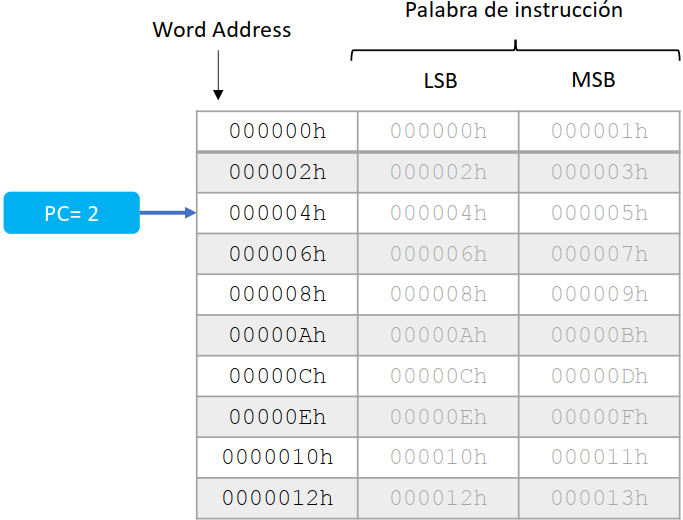 Palabra de instrucción
Word Address
LSB MSB
000000h 000000h 000001h
000002h 000002h 000003h
PC= 2 000004h 000004h 000005h
000006h 000006h 000007h
000008h 000008h 000009h
00000Ah 00000Ah 00000Bh
00000Ch 00000Ch 00000Dh
00000Eh 00000Eh 00000Fh
0000010h 000010h 000011h
0000012h 000012h 000013h